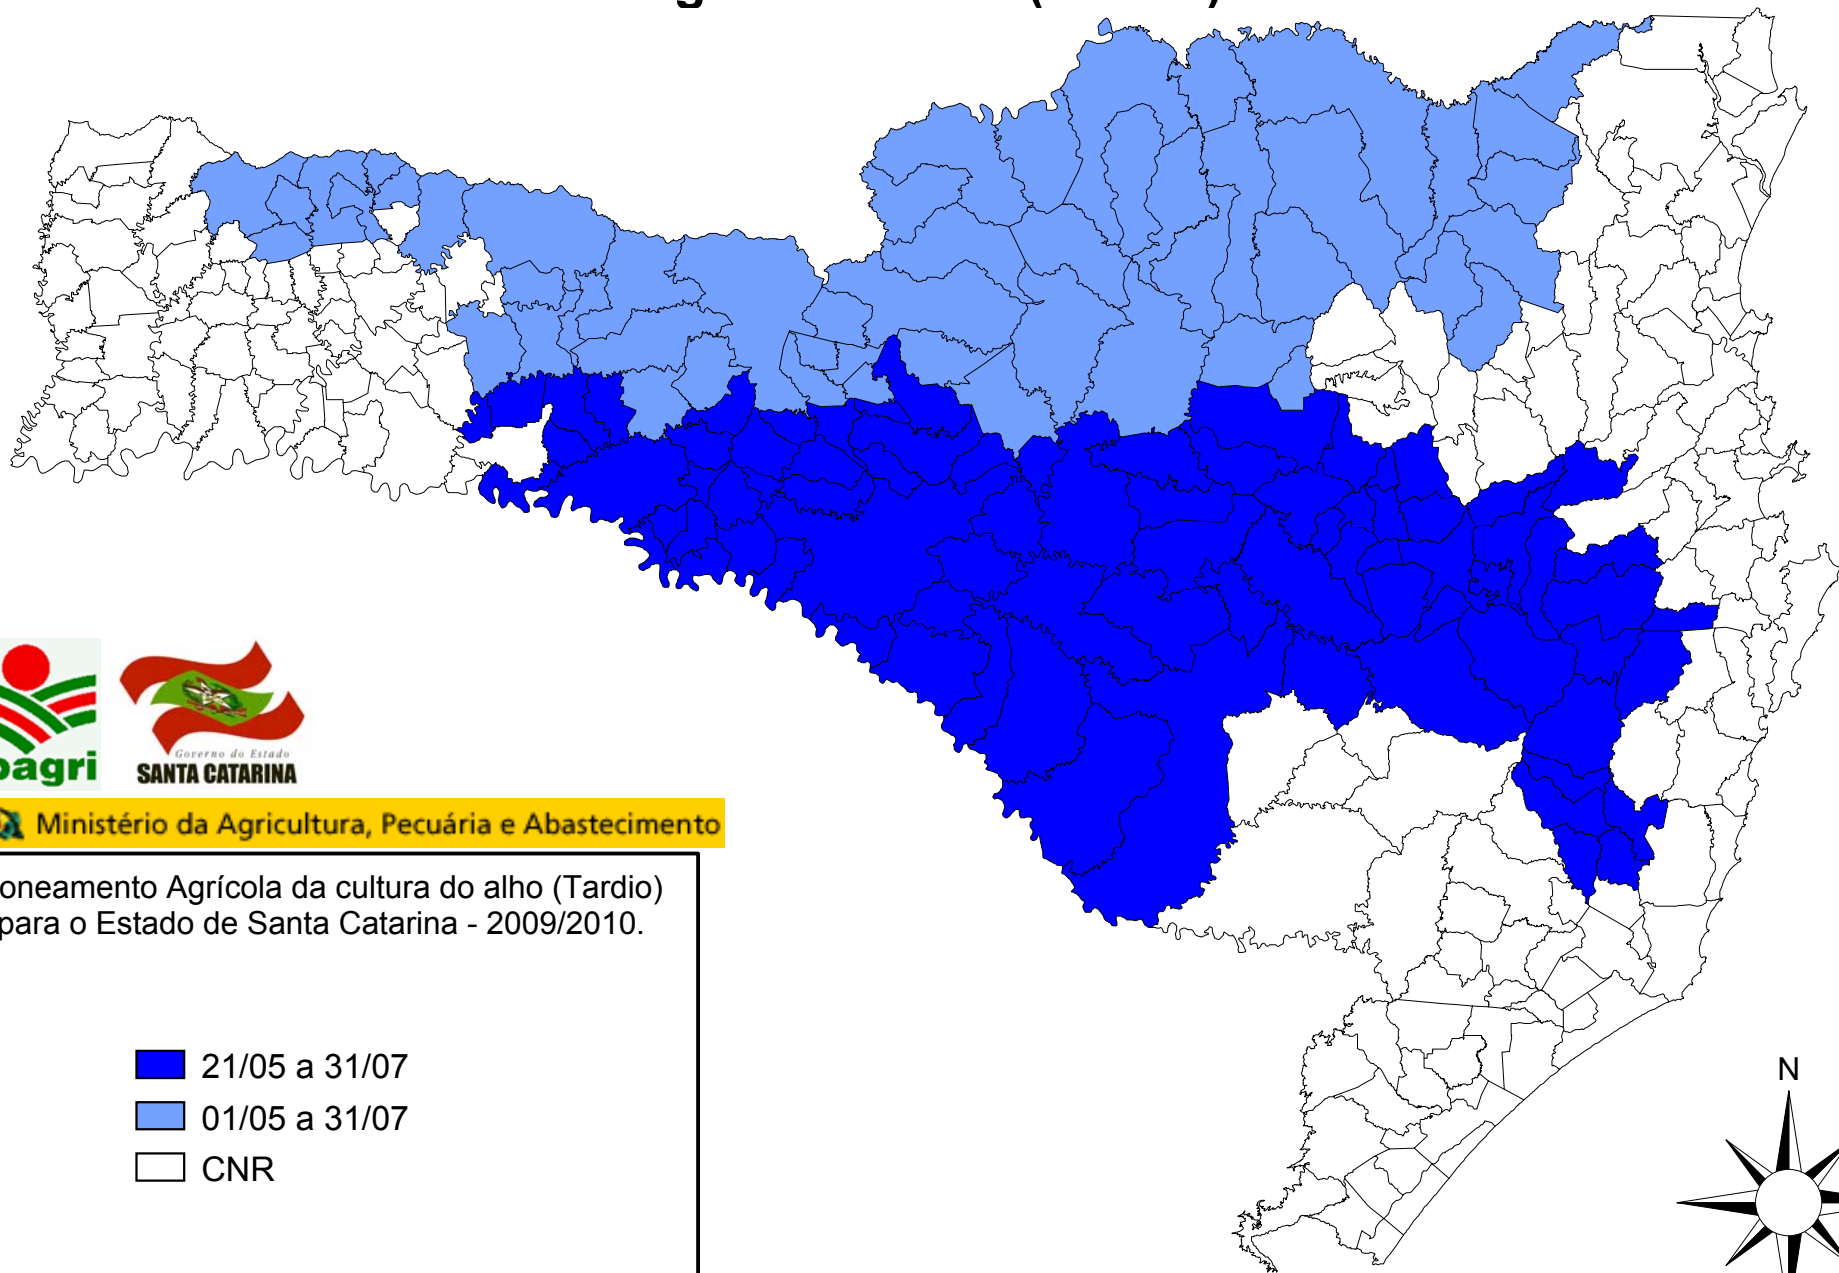 Governo do Estado
SANTA CATARINA
Ministério da Agricultura, Pecuária e Abastecimento
oneamento Agrícola da cultura do alho (Tardio)
para o Estado de Santa Catarina - 2009/2010.
21/05 a 31/07
01/05 a 31/07
CNR
N